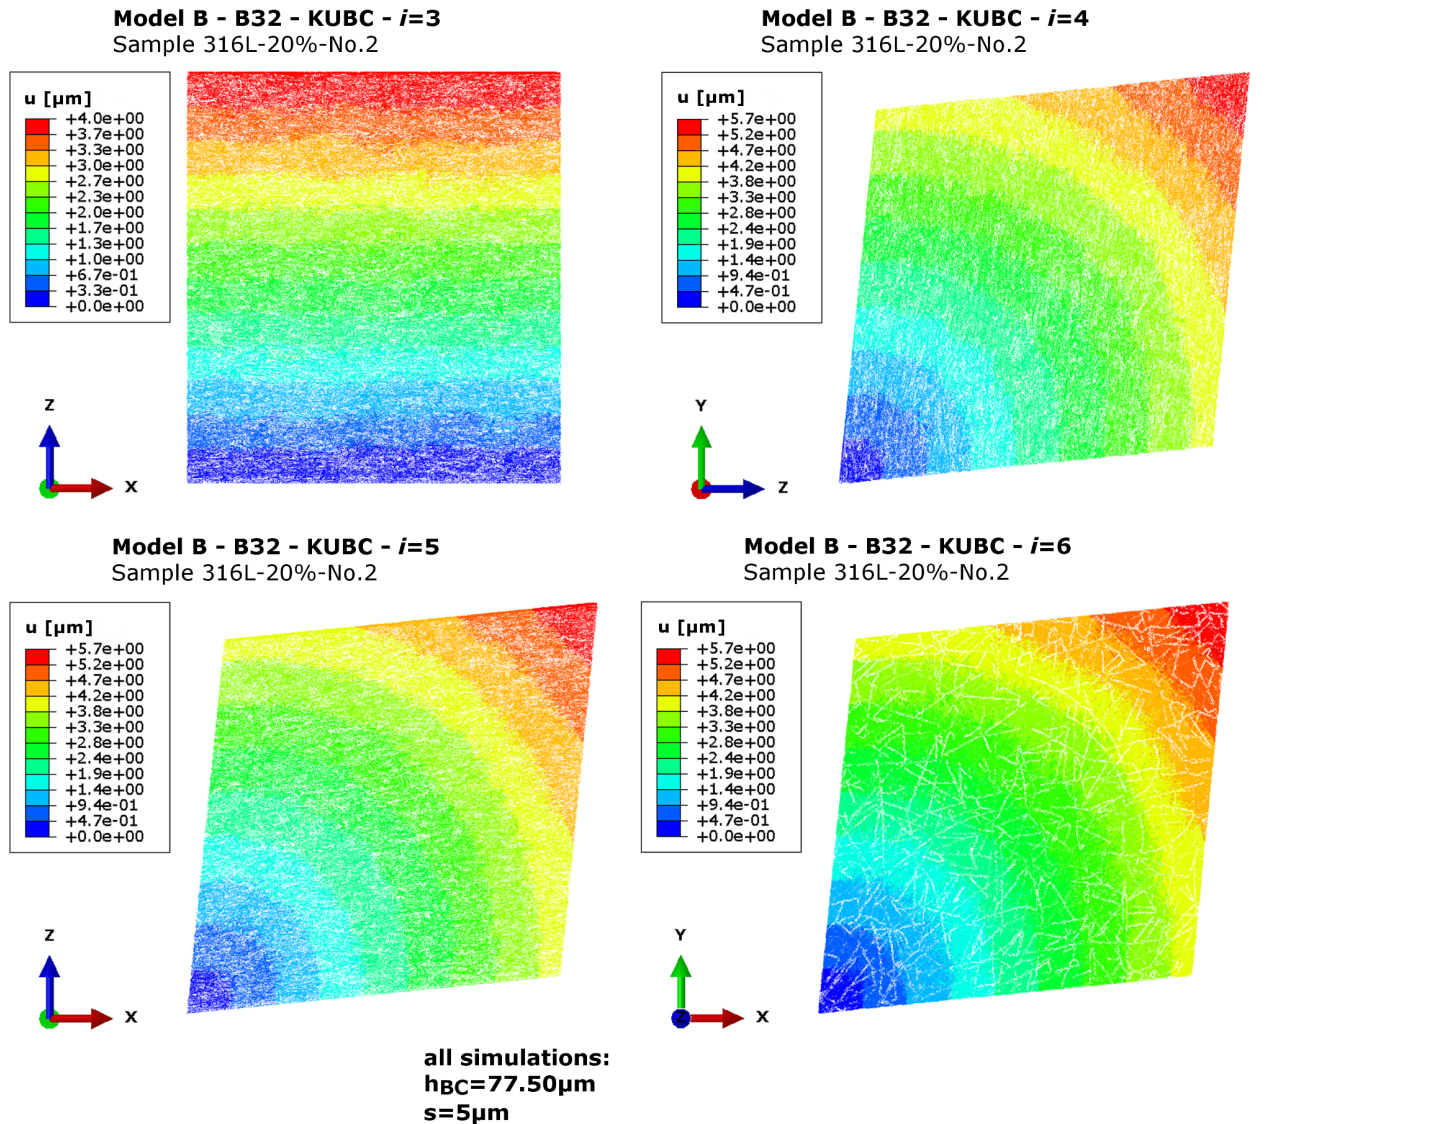 Model B - B32 - KUBC - i=3
Sample 316L-20%-No.2
u [µm]
+4.0e+00
+3.7e+00
+3.3e+00
+3.0e+00
+2.7e+00
+2.3e+00
+2.0e+00
+1.7e+00
+1.3e+00
+1.0e+00
+6.7e-01
+3.3e-01
+0.0e+00
Z
X
Model B - B32 - KUBC - i=4
Sample 316L-20%-No.2
u [µm]
+5.7e+00
+5.2e+00
+4.7e+00
+4.2e+00
+3.8e+00
+3.3e+00
+2.8e+00
+2.4e+00
+1.9e+00
+1.4e+00
+9.4e-01
+4.7e-01
+0.0e+00
Y
Z
Model B - B32 - KUBC - i=5
Sample 316L-20%-No.2
u [µm]
+5.7e+00
+5.2e+00
+4.7e+00
+4.2e+00
+3.8e+00
+3.3e+00
+2.8e+00
+2.4e+00
+1.9e+00
+1.4e+00
+9.4e-01
+4.7e-01
+0.0e+00
Z
X
Model B - B32 - KUBC - i=6
Sample 316L-20%-No.2
u [µm]
+5.7e+00
+5.2e+00
+4.7e+00
+4.2e+00
+3.8e+00
+3.3e+00
+2.8e+00
+2.4e+00
+1.9e+00
+1.4e+00
+9.4e-01
+4.7e-01
+0.0e+00
Y
Z
X
all simulations:
hBC=77.50µm
s=5µm